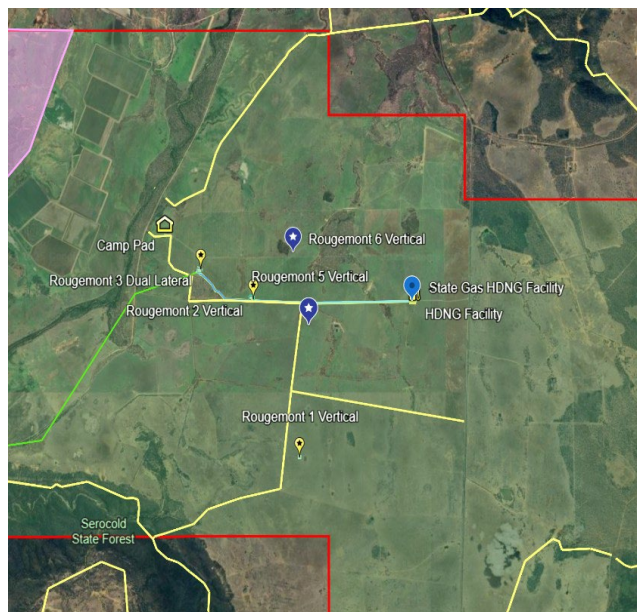 Rougemont 6 Vertical
Camp Pad
Rougemont 3 Dual Lateral
Rougemont 5 Vertical
State Gas HDNG Facility
Rougemont 2 Vertical
HDNG Facility
Rougemont 1 Vertical
Serocold
State Forest